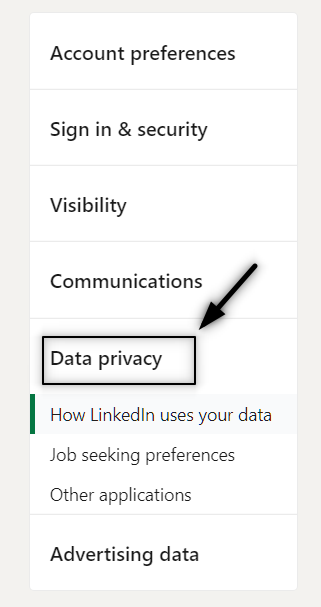 Account preferences
Sign in & security
Visibility
Communications
Data privacy
How LinkedIn uses your data
Job seeking preferences
Other applications
Advertising data